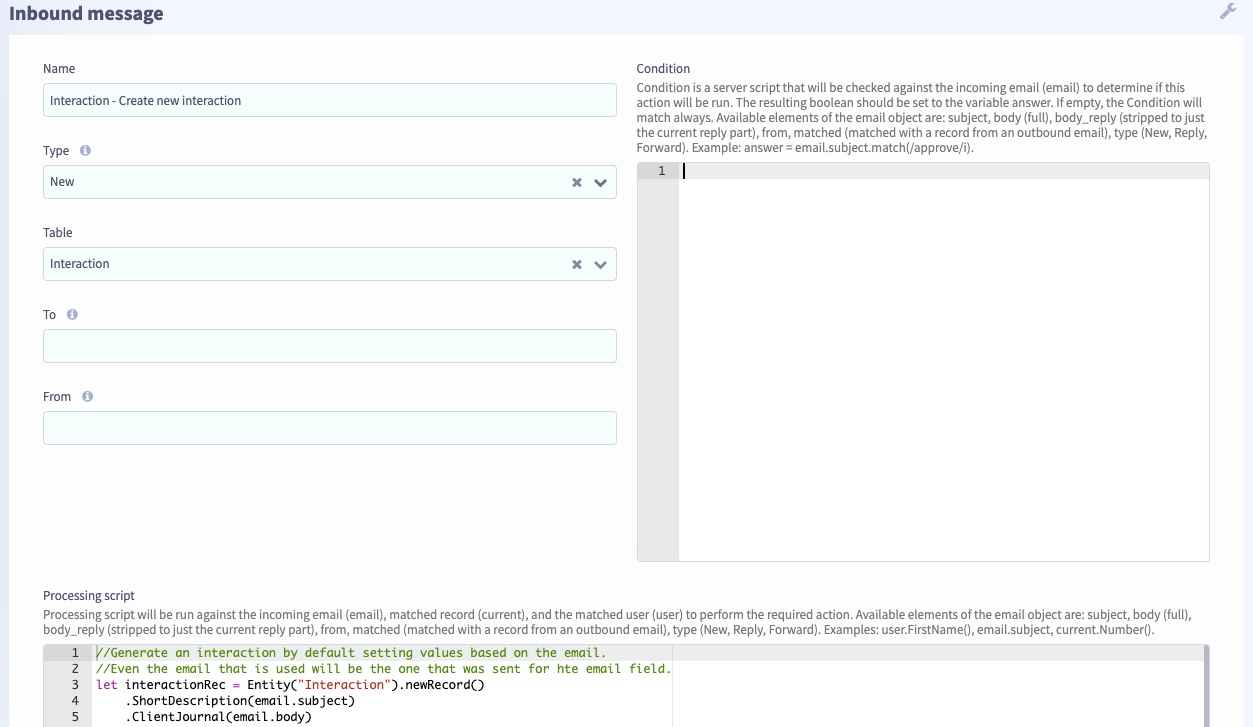 Inbound message
Name
Interaction - Create new interaction
Type
New
Table
Interaction
To
From
Condition
Condition is a server script that will be checked against the incoming email (email) to determine if this
action will be run. The resulting boolean should be set to the variable answer. If empty, the Condition will
match always. Available elements of the email object are: subject, body (full), body_reply (stripped to just
the current reply part), from, matched (matched with a record from an outbound email), type (New, Reply,
Forward). Example: answer = email.subject.match(/approve/i).
1
Processing script
Processing script will be run against the incoming email (email), matched record (current), and the matched user (user) to perform the required action. Available elements of the email object are: subject, body (full),
body_reply (stripped to just the current reply part), from, matched (matched with a record from an outbound email), type (New, Reply, Forward). Examples: user.FirstName(), email.subject, current.Number().
1 //Generate an interaction by default setting values based on the email.
2 //Even the email that is used will be the one that was sent for hte email field.
3 let interactionRec = Entity("Interaction").newRecord()
4 .ShortDescription(email.subject)
5 .ClientJournal(email.body)